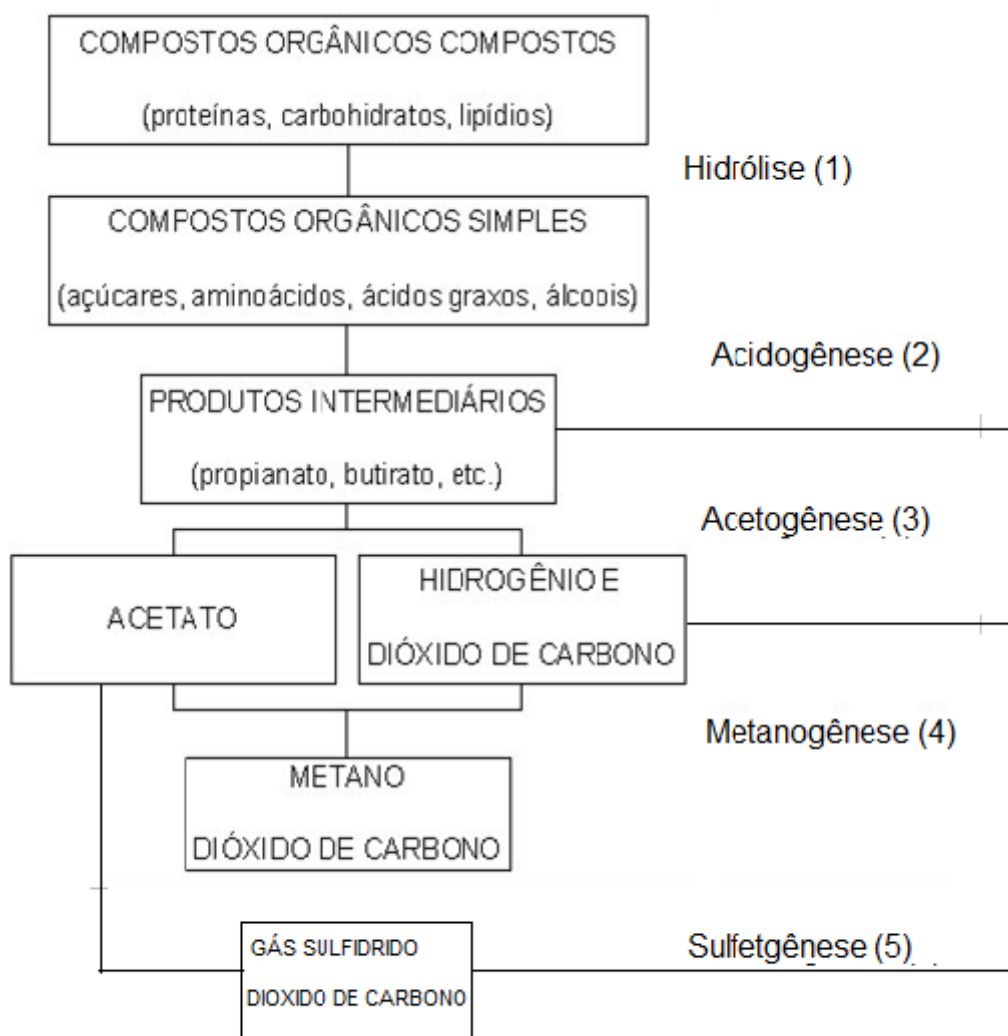 COMPOSTOS ORGÂNICOS COMPOSTOS
(proteínas, carbohidratos, lipídios)
Hidrólise (1)
COMPOSTOS ORGÂNICOS SIMPLES
(açúcares, aminoácidos, ácidos graxos, álcoois)
Acidogênese (2)
PRODUTOS INTERMEDIÁRIOS
(propianato, butirato, etc.)
Acetogênese (3)
ACETATO
HIDROGÊNIO E
DIÓXIDO DE CARBONO
Metanogênese (4)
METANO
DIÓXIDO DE CARBONO
GÁS SULFIDRIDO
DIOXIDO DE CARBONO
Sulfetgênese (5)